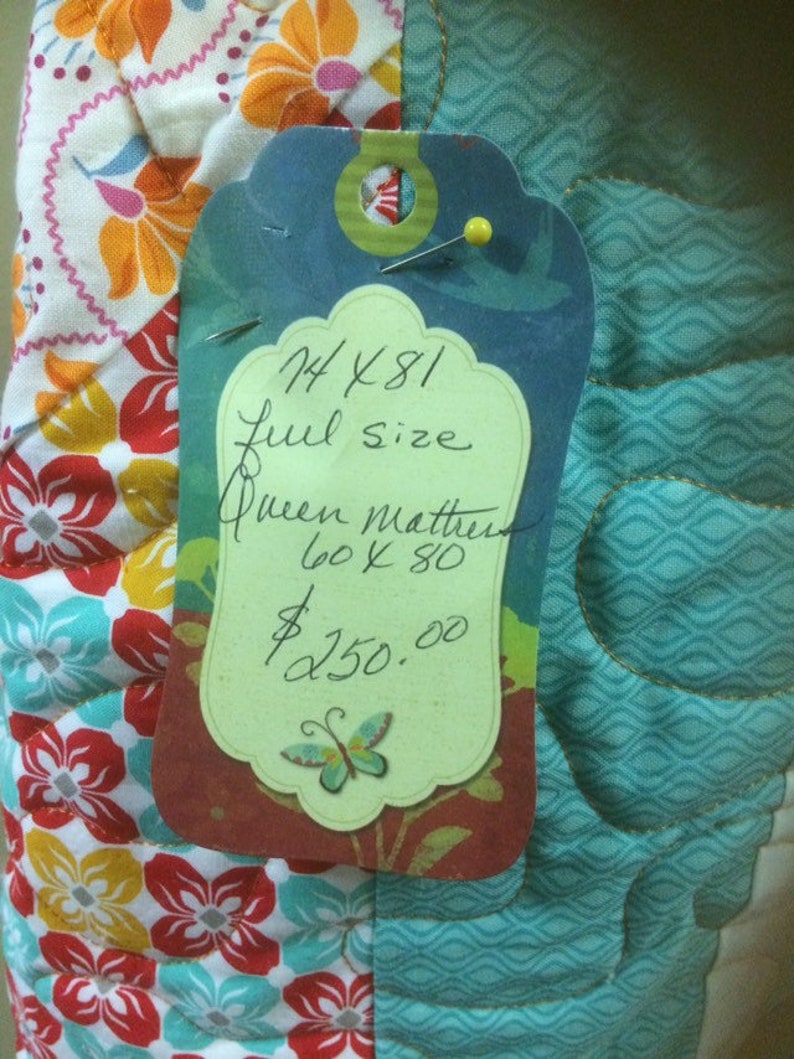 74 X 81
full size
Queen Mattress
60 X 80
$250.00